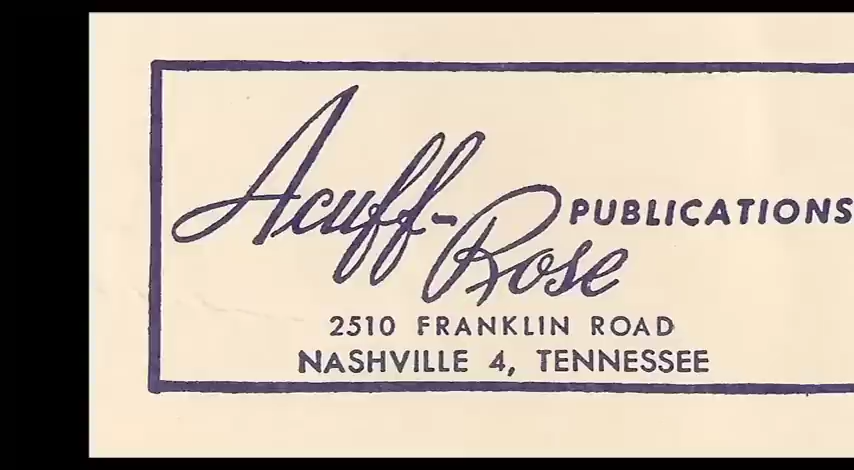 Acuff-Rose PUBLICATIONS
2510 FRANKLIN ROAD
NASHVILLE 4, TENNESSEE